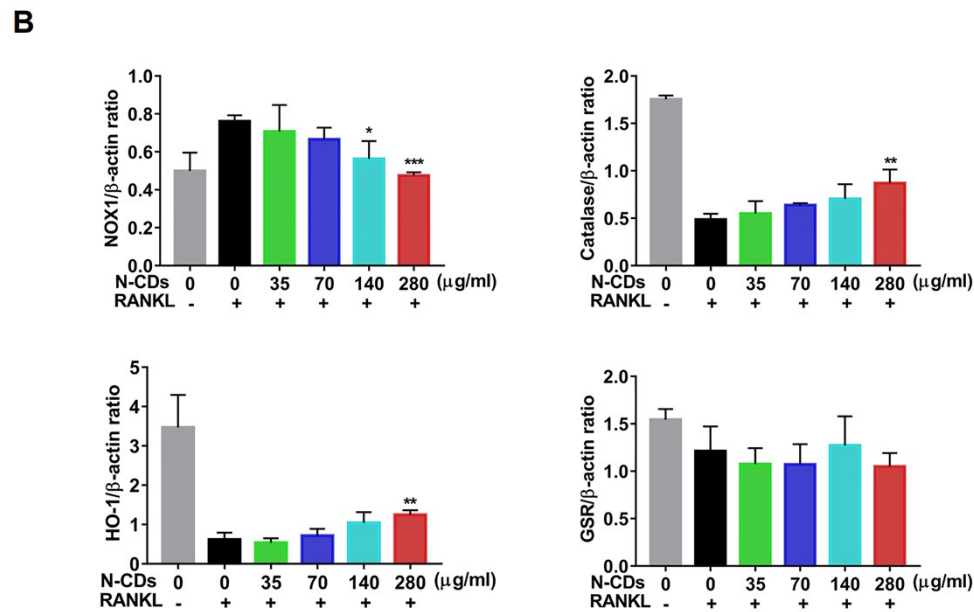 B
NOX1/β-actin ratio
1.0
0.8
0.6
0.4
0.2
0.0
*
***
N-CDs 0 0 35 70 140 280 (μg/ml)
RANKL - + + + + +
Catalase/β-actin ratio
2.0
1.5
1.0
0.5
0.0
**
N-CDs 0 0 35 70 140 280 (μg/ml)
RANKL - + + + + +
HO-1/β-actin ratio
5
4
3
2
1
0
**
N-CDs 0 0 35 70 140 280 (μg/ml)
RANKL - + + + + +
GSR/β-actin ratio
2.0
1.5
1.0
0.5
0.0
N-CDs 0 0 35 70 140 280 (μg/ml)
RANKL - + + + + +